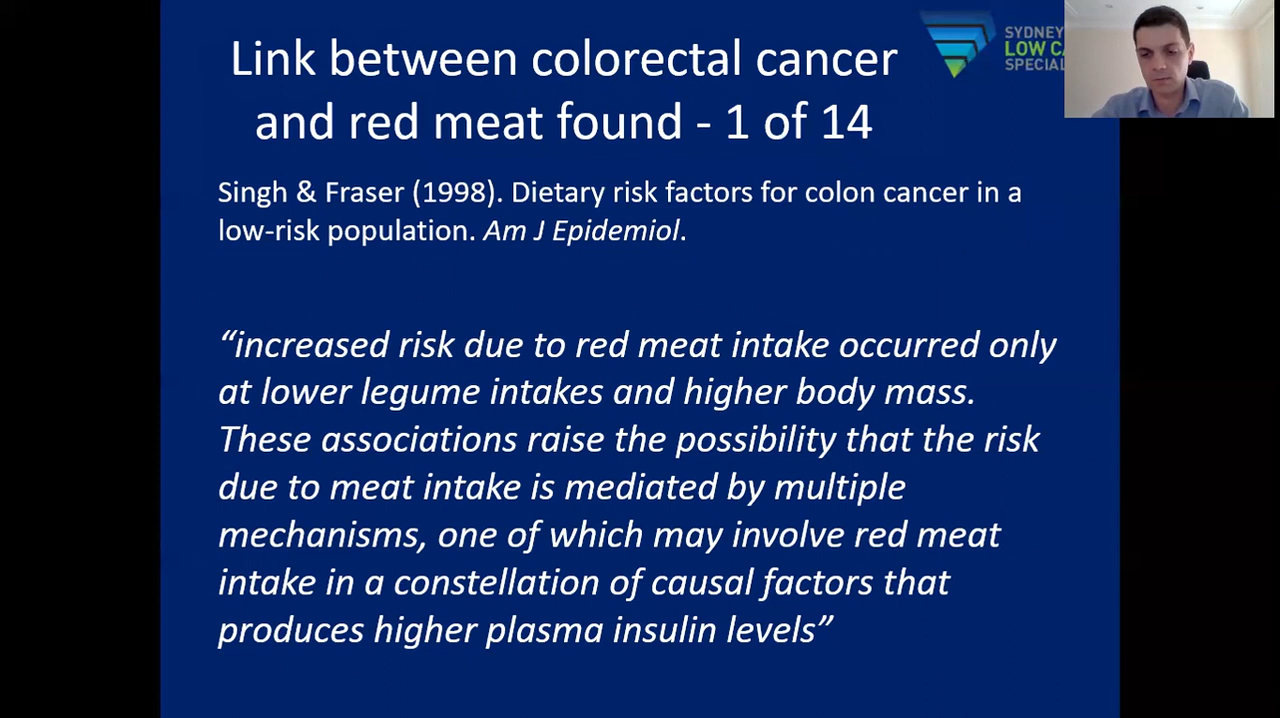 Link between colorectal cancer
and red meat found - 1 of 14
SYDNEY
LOW CA
SPECIAL
Singh & Fraser (1998). Dietary risk factors for colon cancer in a
low-risk population. Am J Epidemiol.
“increased risk due to red meat intake occurred only
at lower legume intakes and higher body mass.
These associations raise the possibility that the risk
due to meat intake is mediated by multiple
mechanisms, one of which may involve red meat
intake in a constellation of causal factors that
produces higher plasma insulin levels”